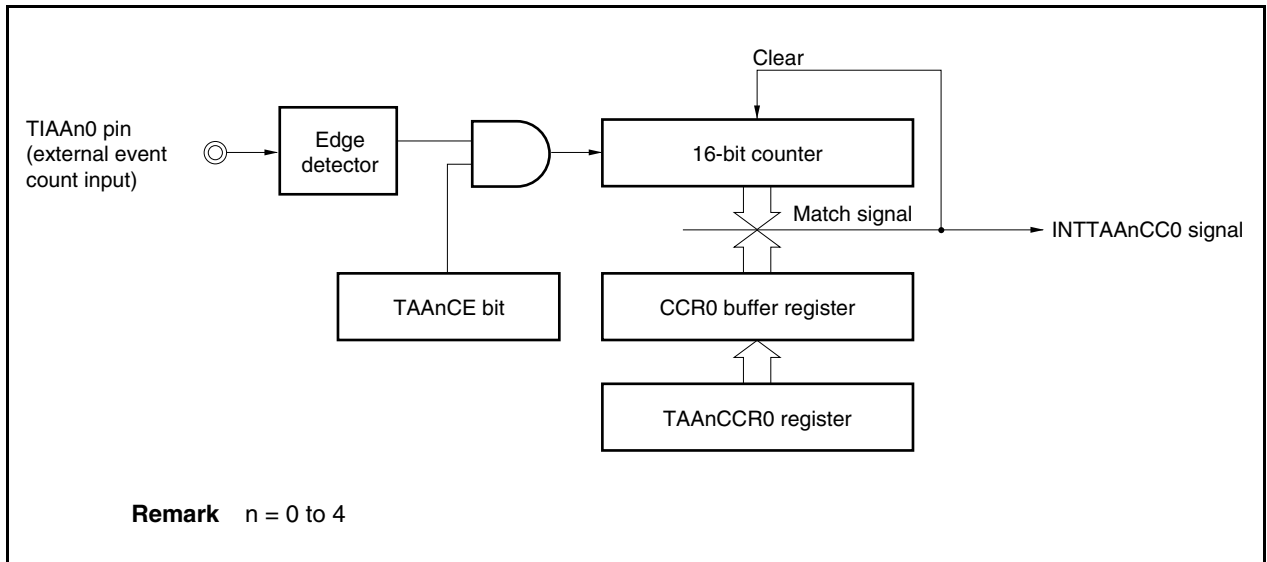 Clear
TIAAn0 pin
(external event
count input)
Edge
detector
16-bit counter
Match signal
INTTAAnCC0 signal
TAAnCE bit
CCR0 buffer register
TAAnCCR0 register
Remark n = 0 to 4